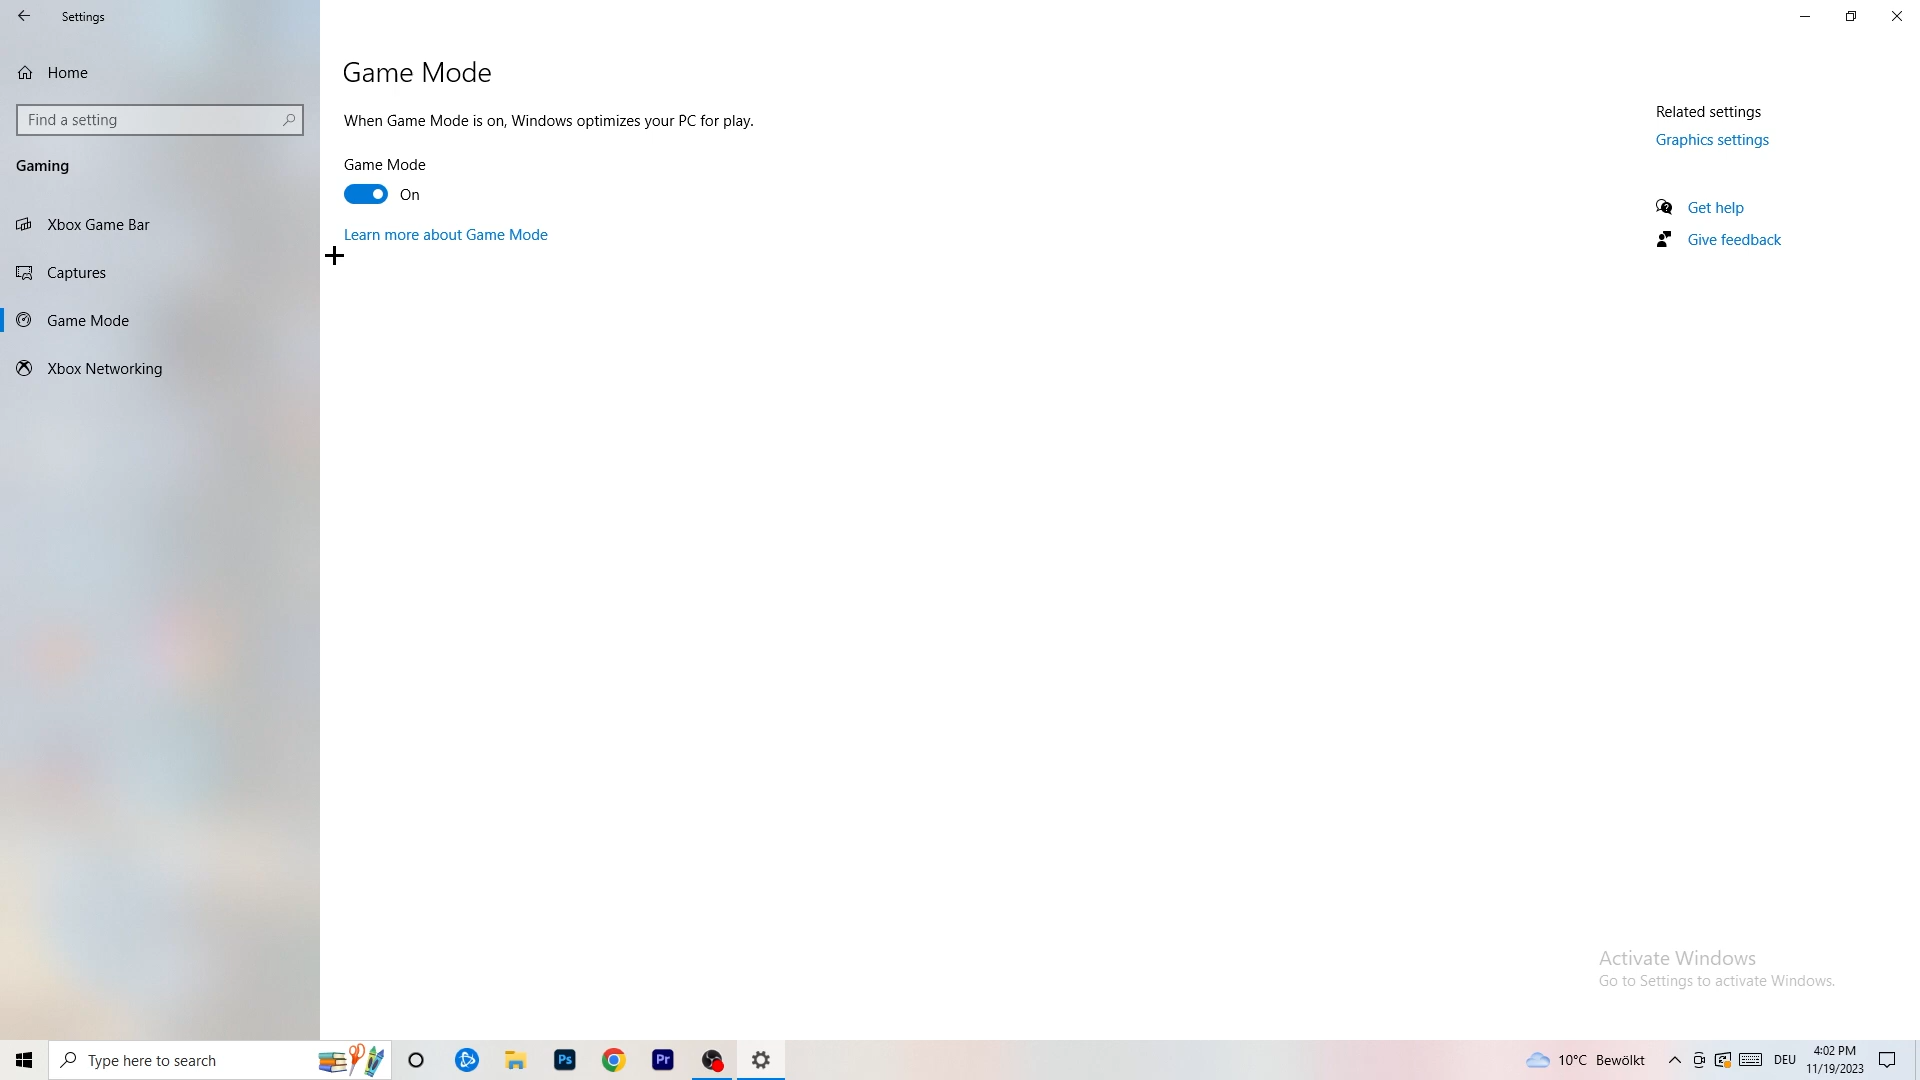 Settings
Home
Find a setting
Gaming
Xbox Game Bar
Captures
Game Mode
Xbox Networking
Game Mode
When Game Mode is on, Windows optimizes your PC for play.
Game Mode
On
Learn more about Game Mode
Related settings
Graphics settings
Get help
Give feedback
Activate Windows
Go to Settings to activate Windows.
Type here to search
Ps
Pr
10°C Bewölkt
DEU
4:02 PM
11/19/2023